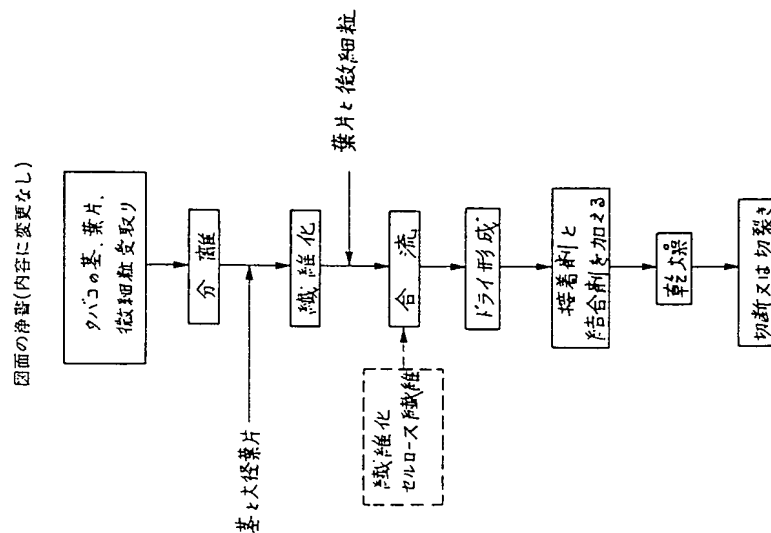 図面の浄書(内容に変更なし)
タバコの茎、葉片、
微細粒受取り
分離
茎と大径葉片
繊維化
葉片と微細粒
合流
繊維化
セルロース繊維
ドライ形成
接着剤と
結合剤を加える
乾燥
切断又は切裂き